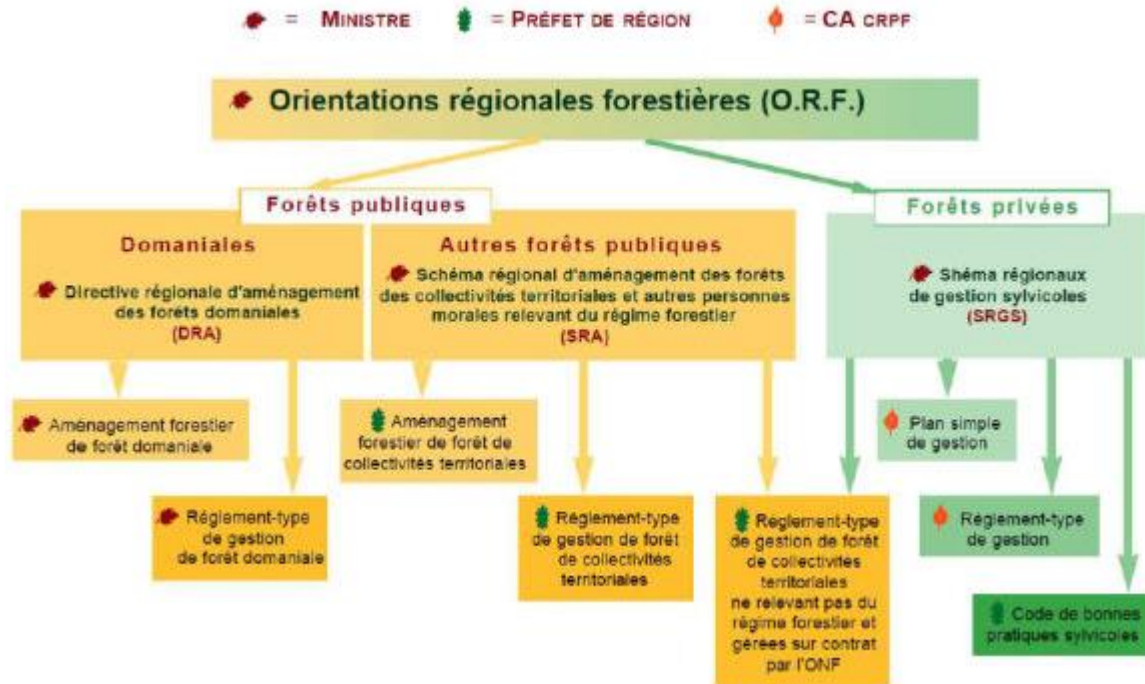 = MINISTRE = PRÉFET DE RÉGION = CA CRPF
Orientations régionales forestières (O.R.F.)
Forêts publiques
Domaniales
Directive régionale d'aménagement
des forêts domaniales
(DRA)
Autres forêts publiques
Schéma régional d'aménagement des forêts
des collectivités territoriales et autres personnes
morales relevant du régime forestier
(SRA)
Forêts privées
Shéma régionaux
de gestion sylvicoles
(SRGS)
Aménagement forestier
de forêt domaniale
Aménagement
forestier de forêt de
collectivités territoriales
Plan simple
de gestion
Réglement-type
de gestion
de forêt domaniale
Réglement-type
de gestion de forêt
de collectivités
territoriales
Reglement-type
de gestion de forêt
de collectivités
territoriales
ne relevant pas du
régime forestier et
gérées sur contrat
par l'ONF
Réglement-type
de gestion
Code de bonnes
pratiques sylvicoles